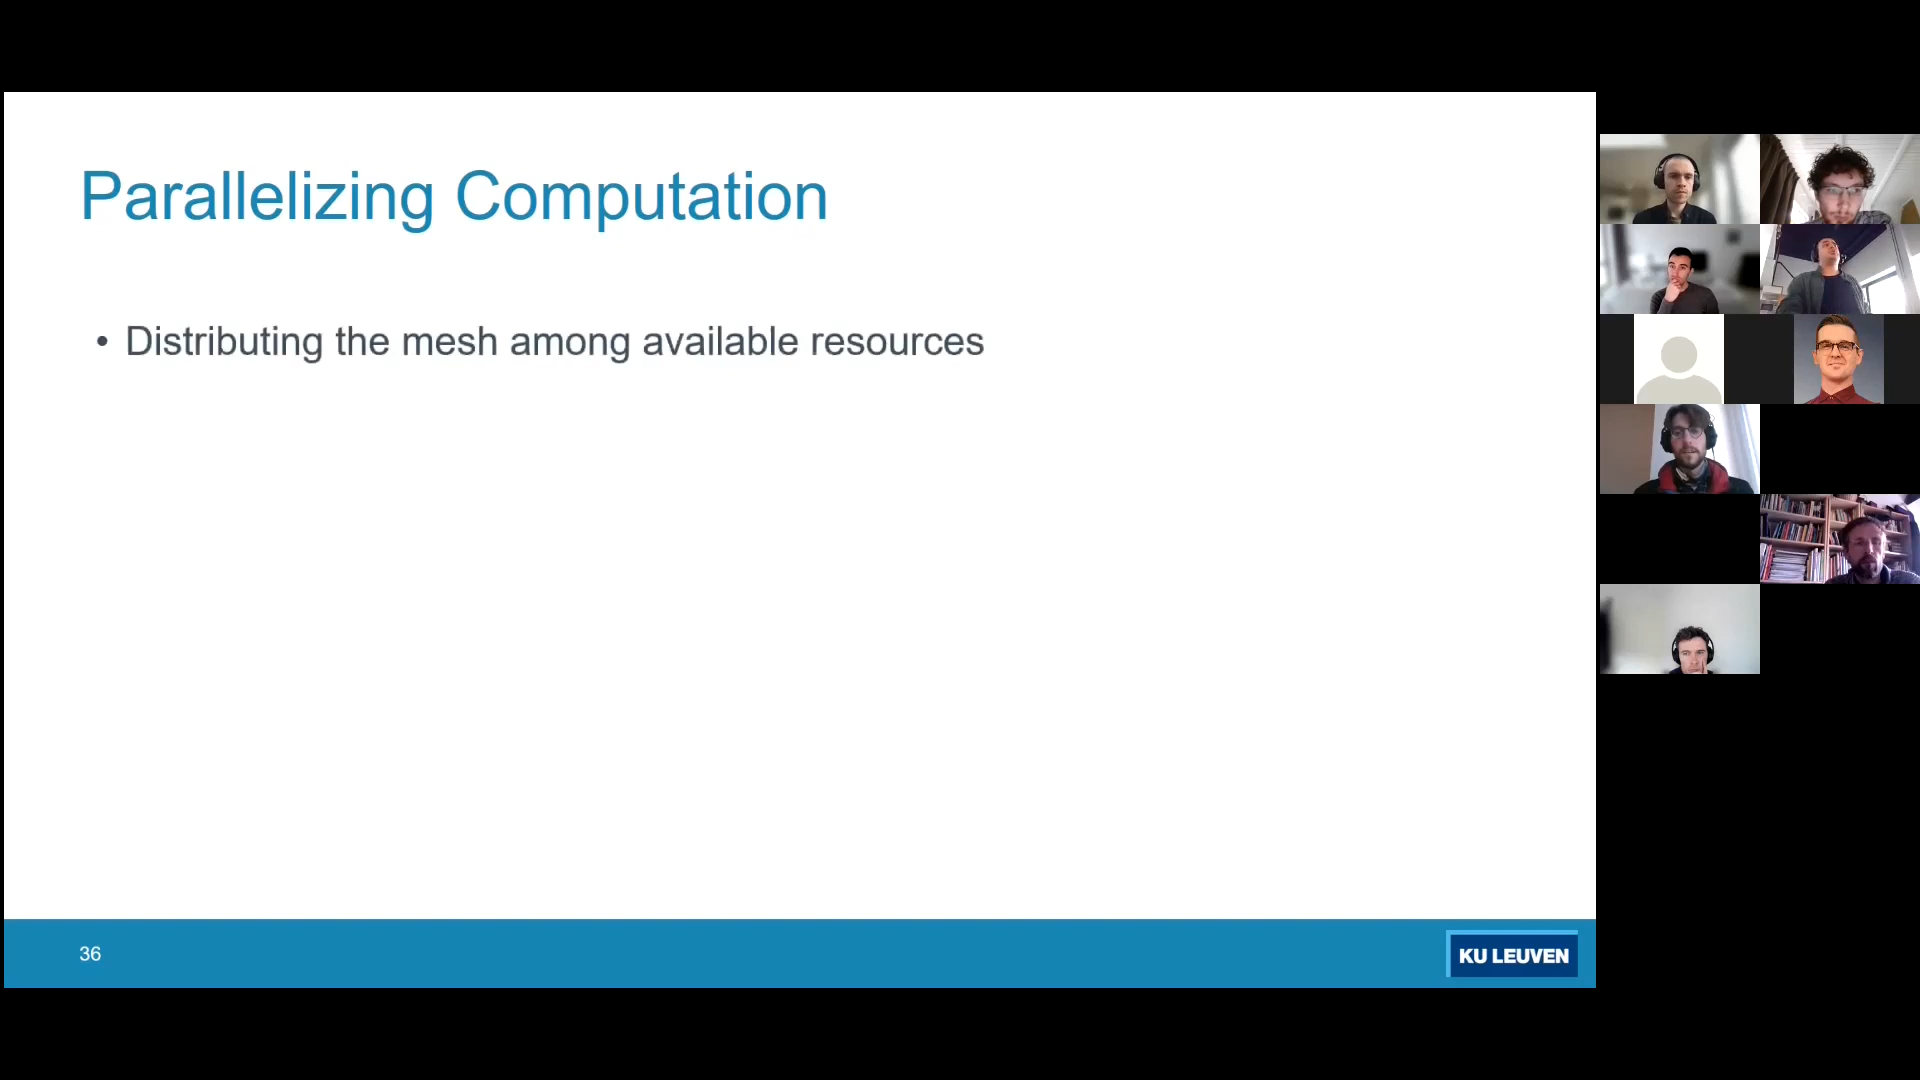 Parallelizing Computation
• Distributing the mesh among available resources
36
KU LEUVEN